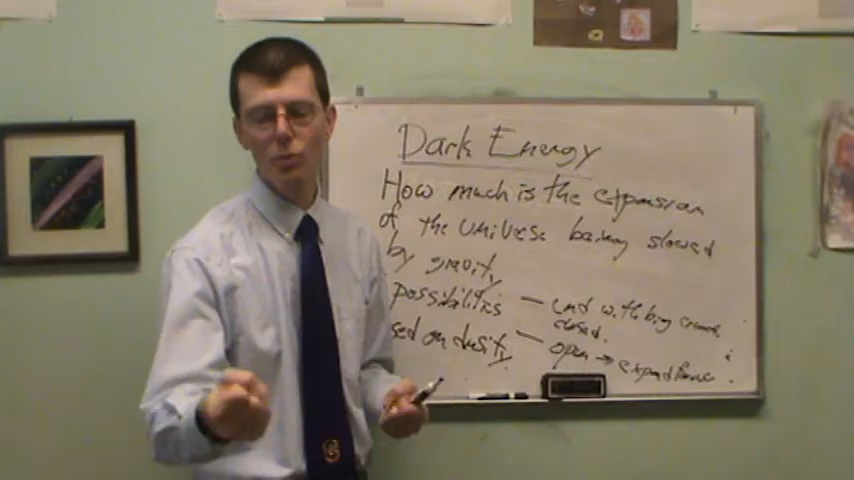 Dark Energy
How much is the expansion
of the universe being slowed
by gravity
possibilities — end with big crunch
closed.
sed on density — open → expand forever